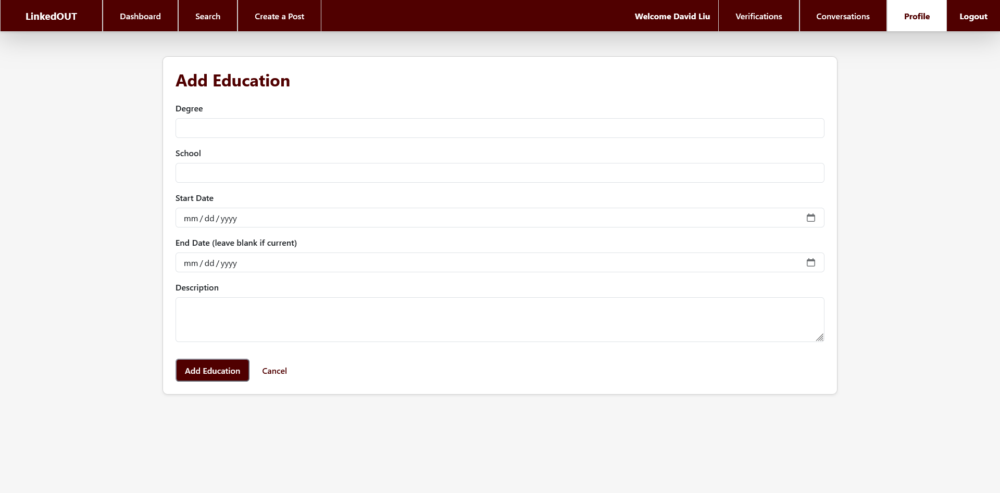 LinkedOUT Dashboard Search Create a Post Welcome David Liu Verifications Conversations Profile Logout
Add Education
Degree
School
Start Date
mm/dd/yyyy
End Date (leave blank if current)
mm/dd/yyyy
Description
Add Education Cancel